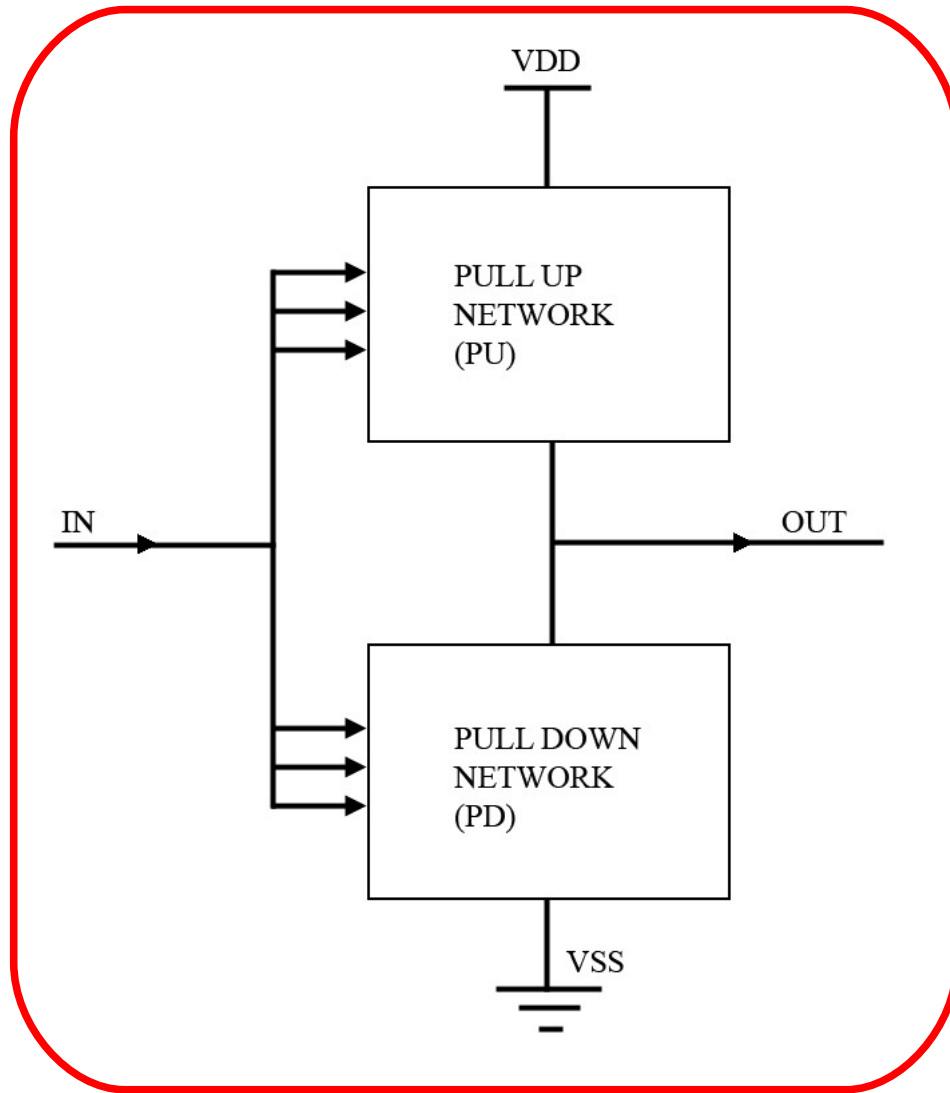 VDD
PULL UP
NETWORK
(PU)
IN
OUT
PULL DOWN
NETWORK
(PD)
VSS